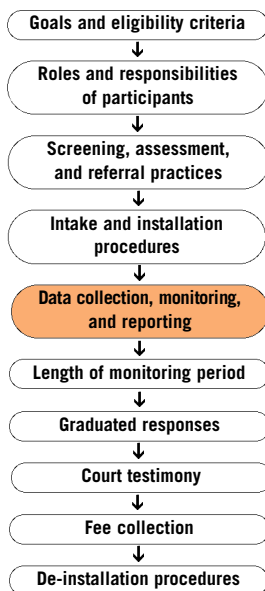 Goals and eligibility criteria
Roles and responsibilities
of participants
Screening, assessment,
and referral practices
Intake and installation
procedures
Data collection, monitoring,
and reporting
Length of monitoring period
Graduated responses
Court testimony
Fee collection
De-installation procedures